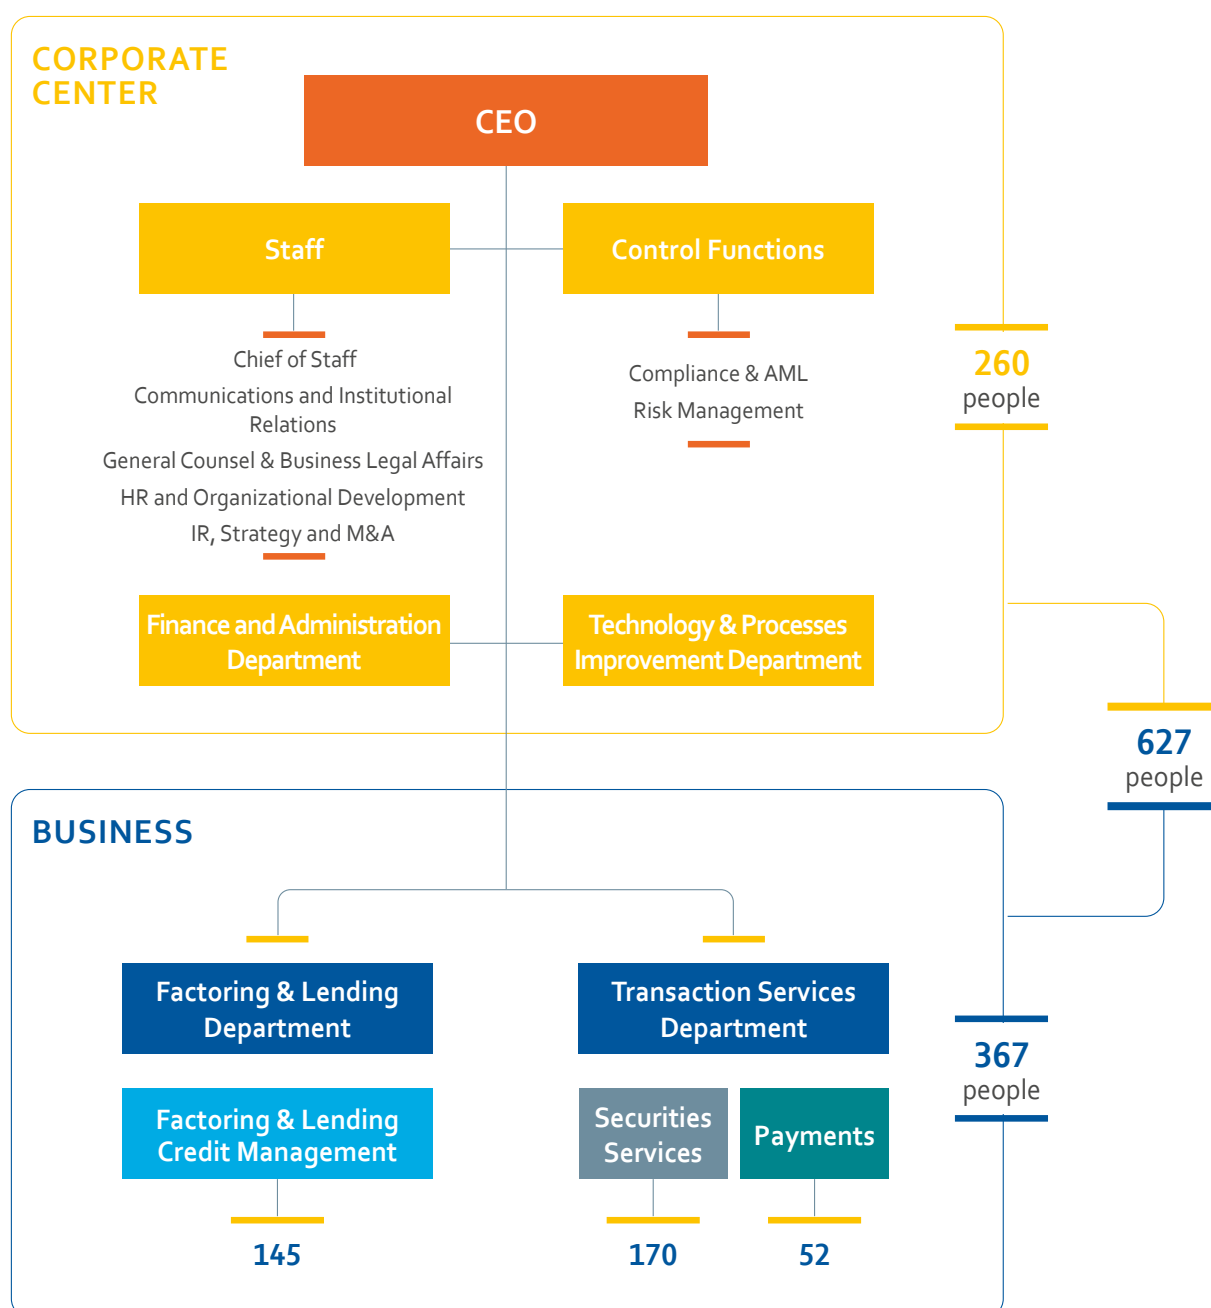 CORPORATE
CENTER
CEO
Staff
Control Functions
Chief of Staff
Communications and Institutional
Relations
General Counsel & Business Legal Affairs
HR and Organizational Development
IR, Strategy and M&A
Compliance & AML
Risk Management
260
people
Finance and Administration
Department
Technology & Processes
Improvement Department
627
people
BUSINESS
Factoring & Lending
Department
Transaction Services
Department
367
people
Factoring & Lending
Credit Management
Securities
Services
Payments
145
170
52